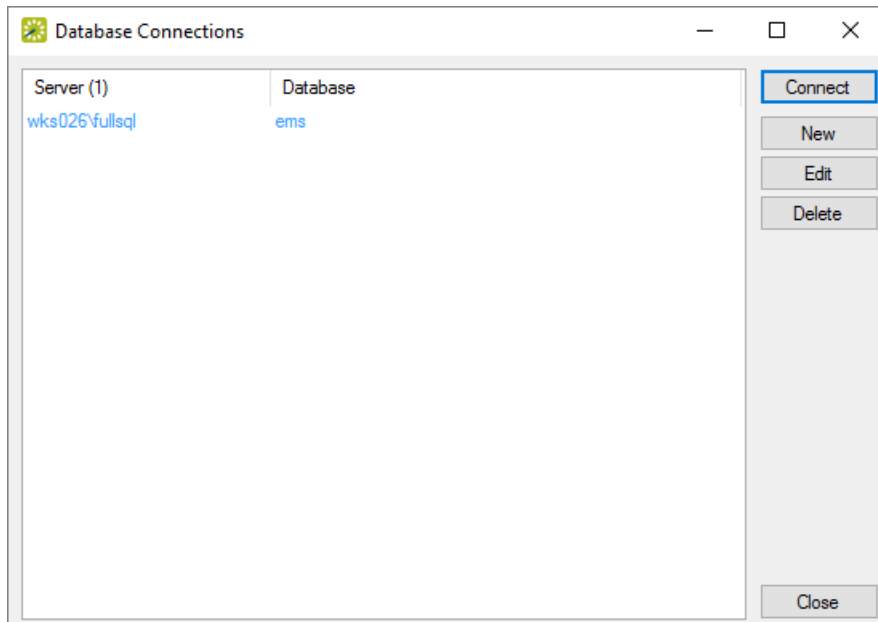 Database Connections
Server (1) Database
wks026\fullsql ems
Connect
New
Edit
Delete
Close